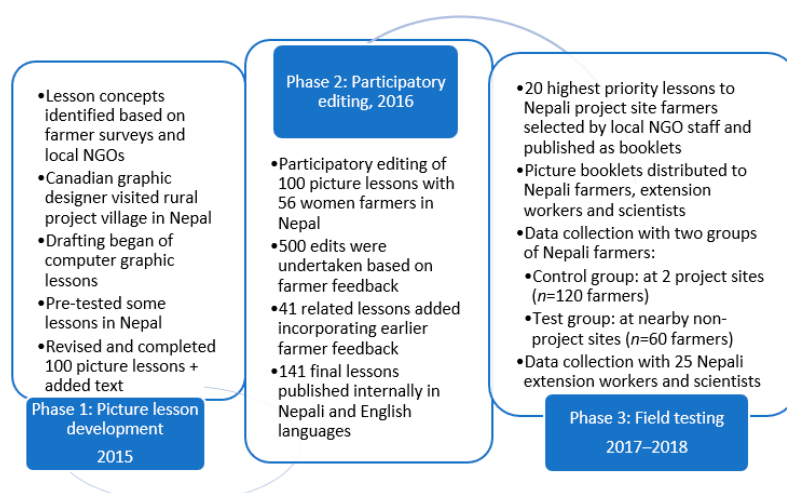 •Lesson concepts
identified based on
farmer surveys and
local NGOs
•Canadian graphic
designer visited rural
project village in Nepal
•Drafting began of
computer graphic
lessons
•Pre-tested some
lessons in Nepal
•Revised and completed
100 picture lessons +
added text
Phase 1: Picture lesson
development
2015
Phase 2: Participatory
editing, 2016
•Participatory editing of
100 picture lessons with
56 women farmers in
Nepal
•500 edits were
undertaken based on
farmer feedback
•41 related lessons added
incorporating earlier
farmer feedback
•141 final lessons
published internally in
Nepali and English
languages
•20 highest priority lessons to
Nepali project site farmers
selected by local NGO staff and
published as booklets
•Picture booklets distributed to
Nepali farmers, extension
workers and scientists
•Data collection with two groups
of Nepali farmers:
•Control group: at 2 project sites
(n=120 farmers)
•Test group: at nearby non-
project sites (n=60 farmers)
•Data collection with 25 Nepali
extension workers and scientists
Phase 3: Field testing
2017–2018